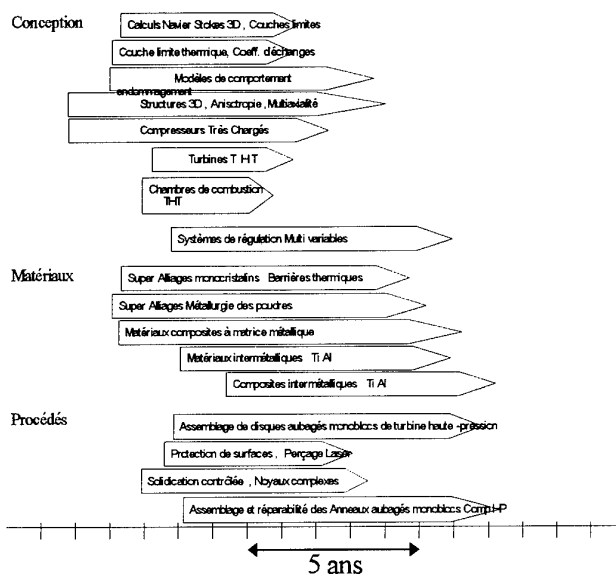 Conception
Calculs Navier Stokes 3D , Couches limites
Couche limite thermique, Coeff. d'échanges
Modèles de comportement
endommagement
Structures 3D , Anisotropie , Multiaxialité
Compresseurs Très Chargés
Turbines T H T
Chambres de combustion
THT
Systèmes de régulation Multi variables
Matériaux
Super Alliages monocristalins Barrières thermiques
Super Alliages Métallurgie des poudres
Matériaux composites à matrice métallique
Matériaux intermétalliques Ti Al
Composites intermétalliques Ti Al
Procédés
Assemblage de disques aubagés monoblocs de turbine haute -pression
Protection de surfaces , Perçage Laser
Solidication contrôlée , Noyaux complexes
Assemblage et réparabilité des Anneaux aubagés monoblocs Comp.HP
5 ans